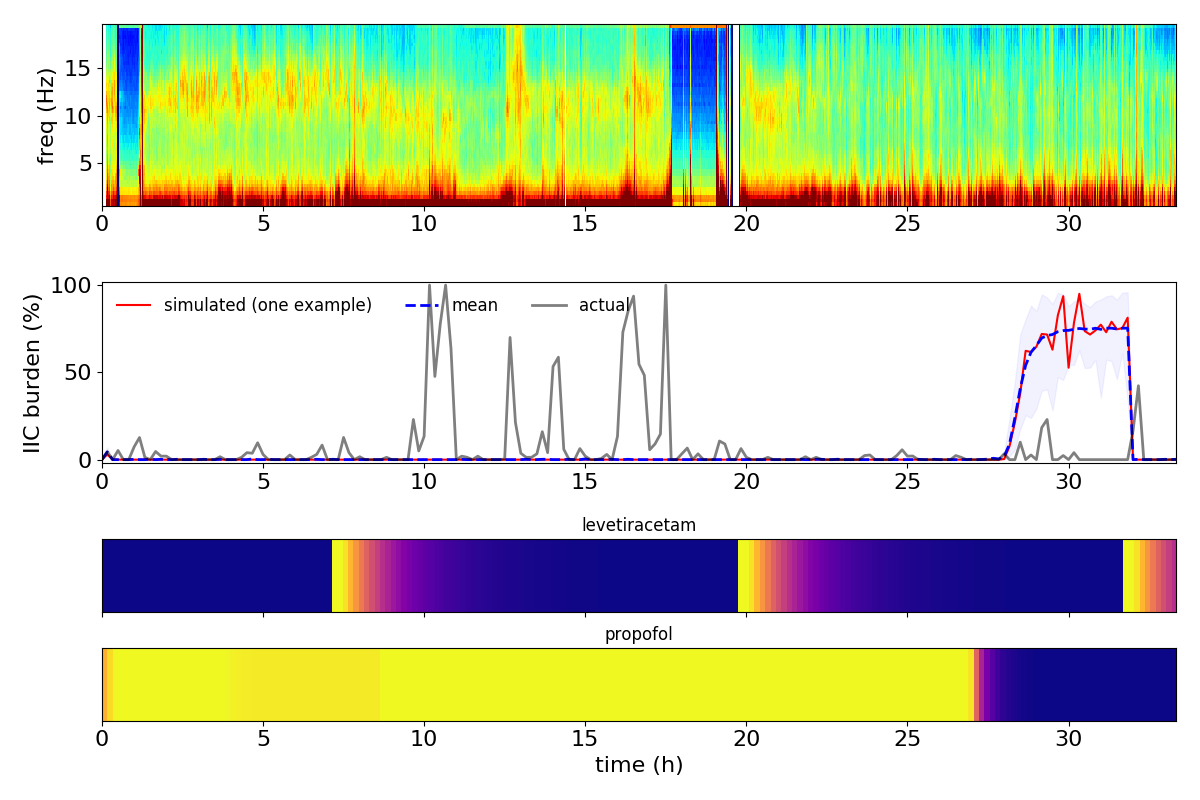 freq (Hz)
15
10
5
0 5 10 15 20 25 30
IIC burden (%)
100
50
0
simulated (one example) mean actual
0 5 10 15 20 25 30
levetiracetam
propofol
0 5 10 15 20 25 30
time (h)